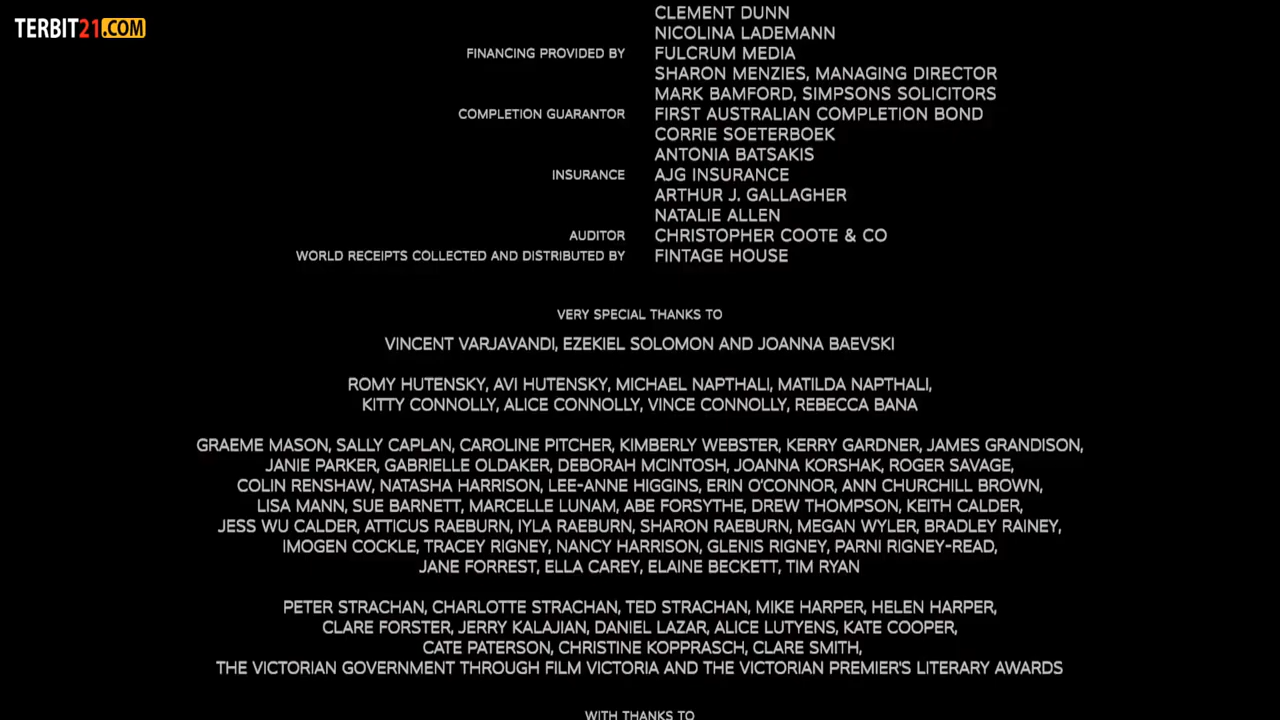 TERBIT21.COM
CLEMENT DUNN
NICOLINA LADEMANN
FINANCING PROVIDED BY FULCRUM MEDIA
SHARON MENZIES, MANAGING DIRECTOR
MARK BAMFORD, SIMPSONS SOLICITORS
COMPLETION GUARANTOR FIRST AUSTRALIAN COMPLETION BOND
CORRIE SOETERBOEK
ANTONIA BATSAKIS
INSURANCE AJG INSURANCE
ARTHUR J. GALLAGHER
NATALIE ALLEN
AUDITOR CHRISTOPHER COOTE & CO
WORLD RECEIPTS COLLECTED AND DISTRIBUTED BY FINTAGE HOUSE
VERY SPECIAL THANKS TO
VINCENT VARJAVANDI, EZEKIEL SOLOMON AND JOANNA BAEVSKI
ROMY HUTENSKY, AVI HUTENSKY, MICHAEL NAPTHALI, MATILDA NAPTHALI,
KITTY CONNOLLY, ALICE CONNOLLY, VINCE CONNOLLY, REBECCA BANA
GRAEME MASON, SALLY CAPLAN, CAROLINE PITCHER, KIMBERLY WEBSTER, KERRY GARDNER, JAMES GRANDISON,
JANIE PARKER, GABRIELLE OLDAKER, DEBORAH MCINTOSH, JOANNA KORSHAK, ROGER SAVAGE,
COLIN RENSHAW, NATASHA HARRISON, LEE-ANNE HIGGINS, ERIN O'CONNOR, ANN CHURCHILL BROWN,
LISA MANN, SUE BARNETT, MARCELLE LUNAM, ABE FORSYTHE, DREW THOMPSON, KEITH CALDER,
JESS WU CALDER, ATTICUS RAEBURN, IYLA RAEBURN, SHARON RAEBURN, MEGAN WYLER, BRADLEY RAINEY,
IMOGEN COCKLE, TRACEY RIGNEY, NANCY HARRISON, GLENIS RIGNEY, PARNI RIGNEY-READ,
JANE FORREST, ELLA CAREY, ELAINE BECKETT, TIM RYAN
PETER STRACHAN, CHARLOTTE STRACHAN, TED STRACHAN, MIKE HARPER, HELEN HARPER,
CLARE FORSTER, JERRY KALAJIAN, DANIEL LAZAR, ALICE LUTYENS, KATE COOPER,
CATE PATERSON, CHRISTINE KOPPRASCH, CLARE SMITH,
THE VICTORIAN GOVERNMENT THROUGH FILM VICTORIA AND THE VICTORIAN PREMIER'S LITERARY AWARDS
WITH THANKS TO